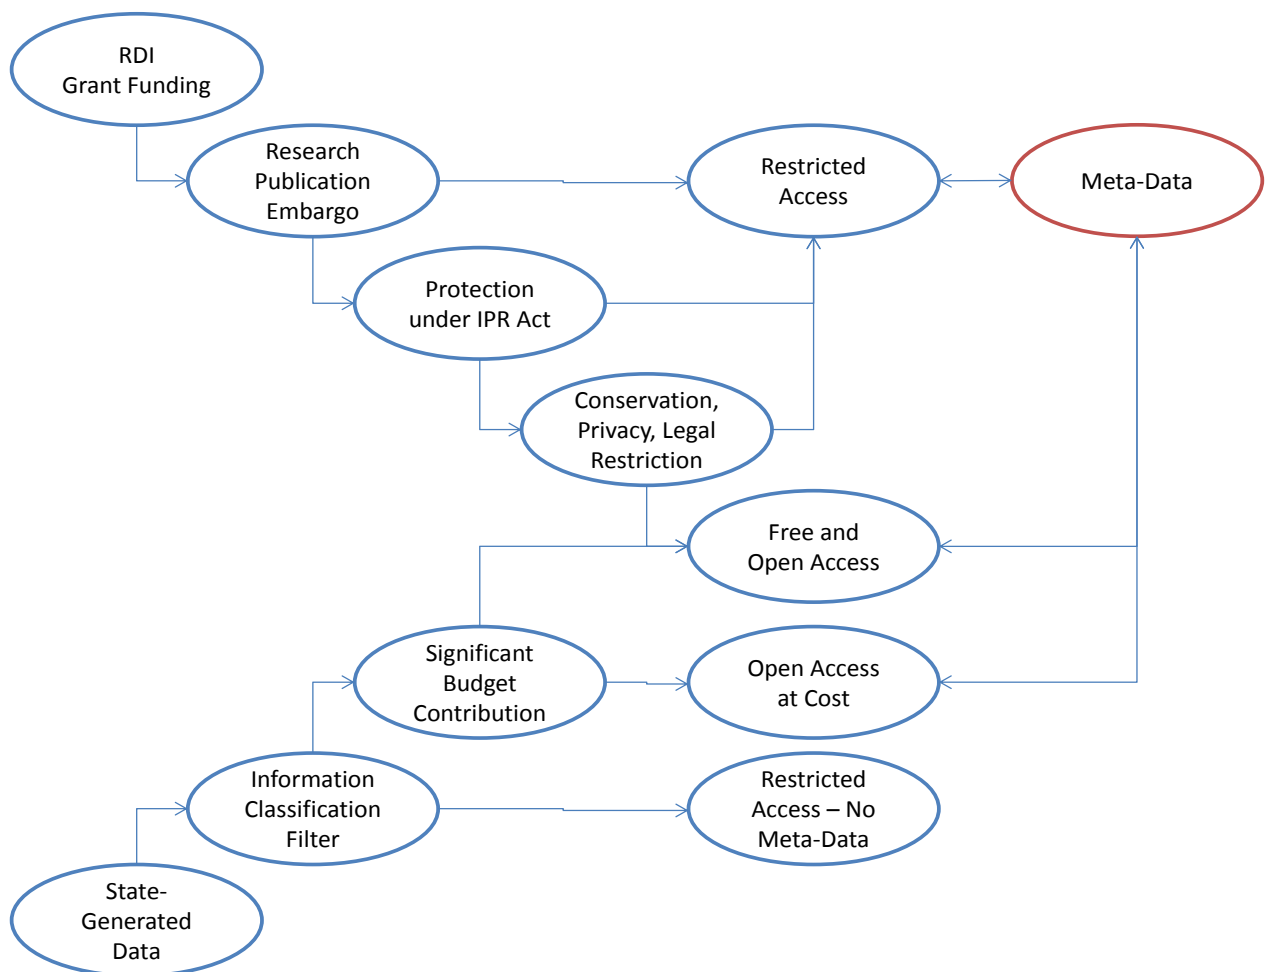 RDI
Grant Funding
Research
Publication
Embargo
Restricted
Access
Meta-Data
Protection
under IPR Act
Conservation,
Privacy, Legal
Restriction
Free and
Open Access
Significant
Budget
Contribution
Open Access
at Cost
Information
Classification
Filter
Restricted
Access – No
Meta-Data
State-
Generated
Data